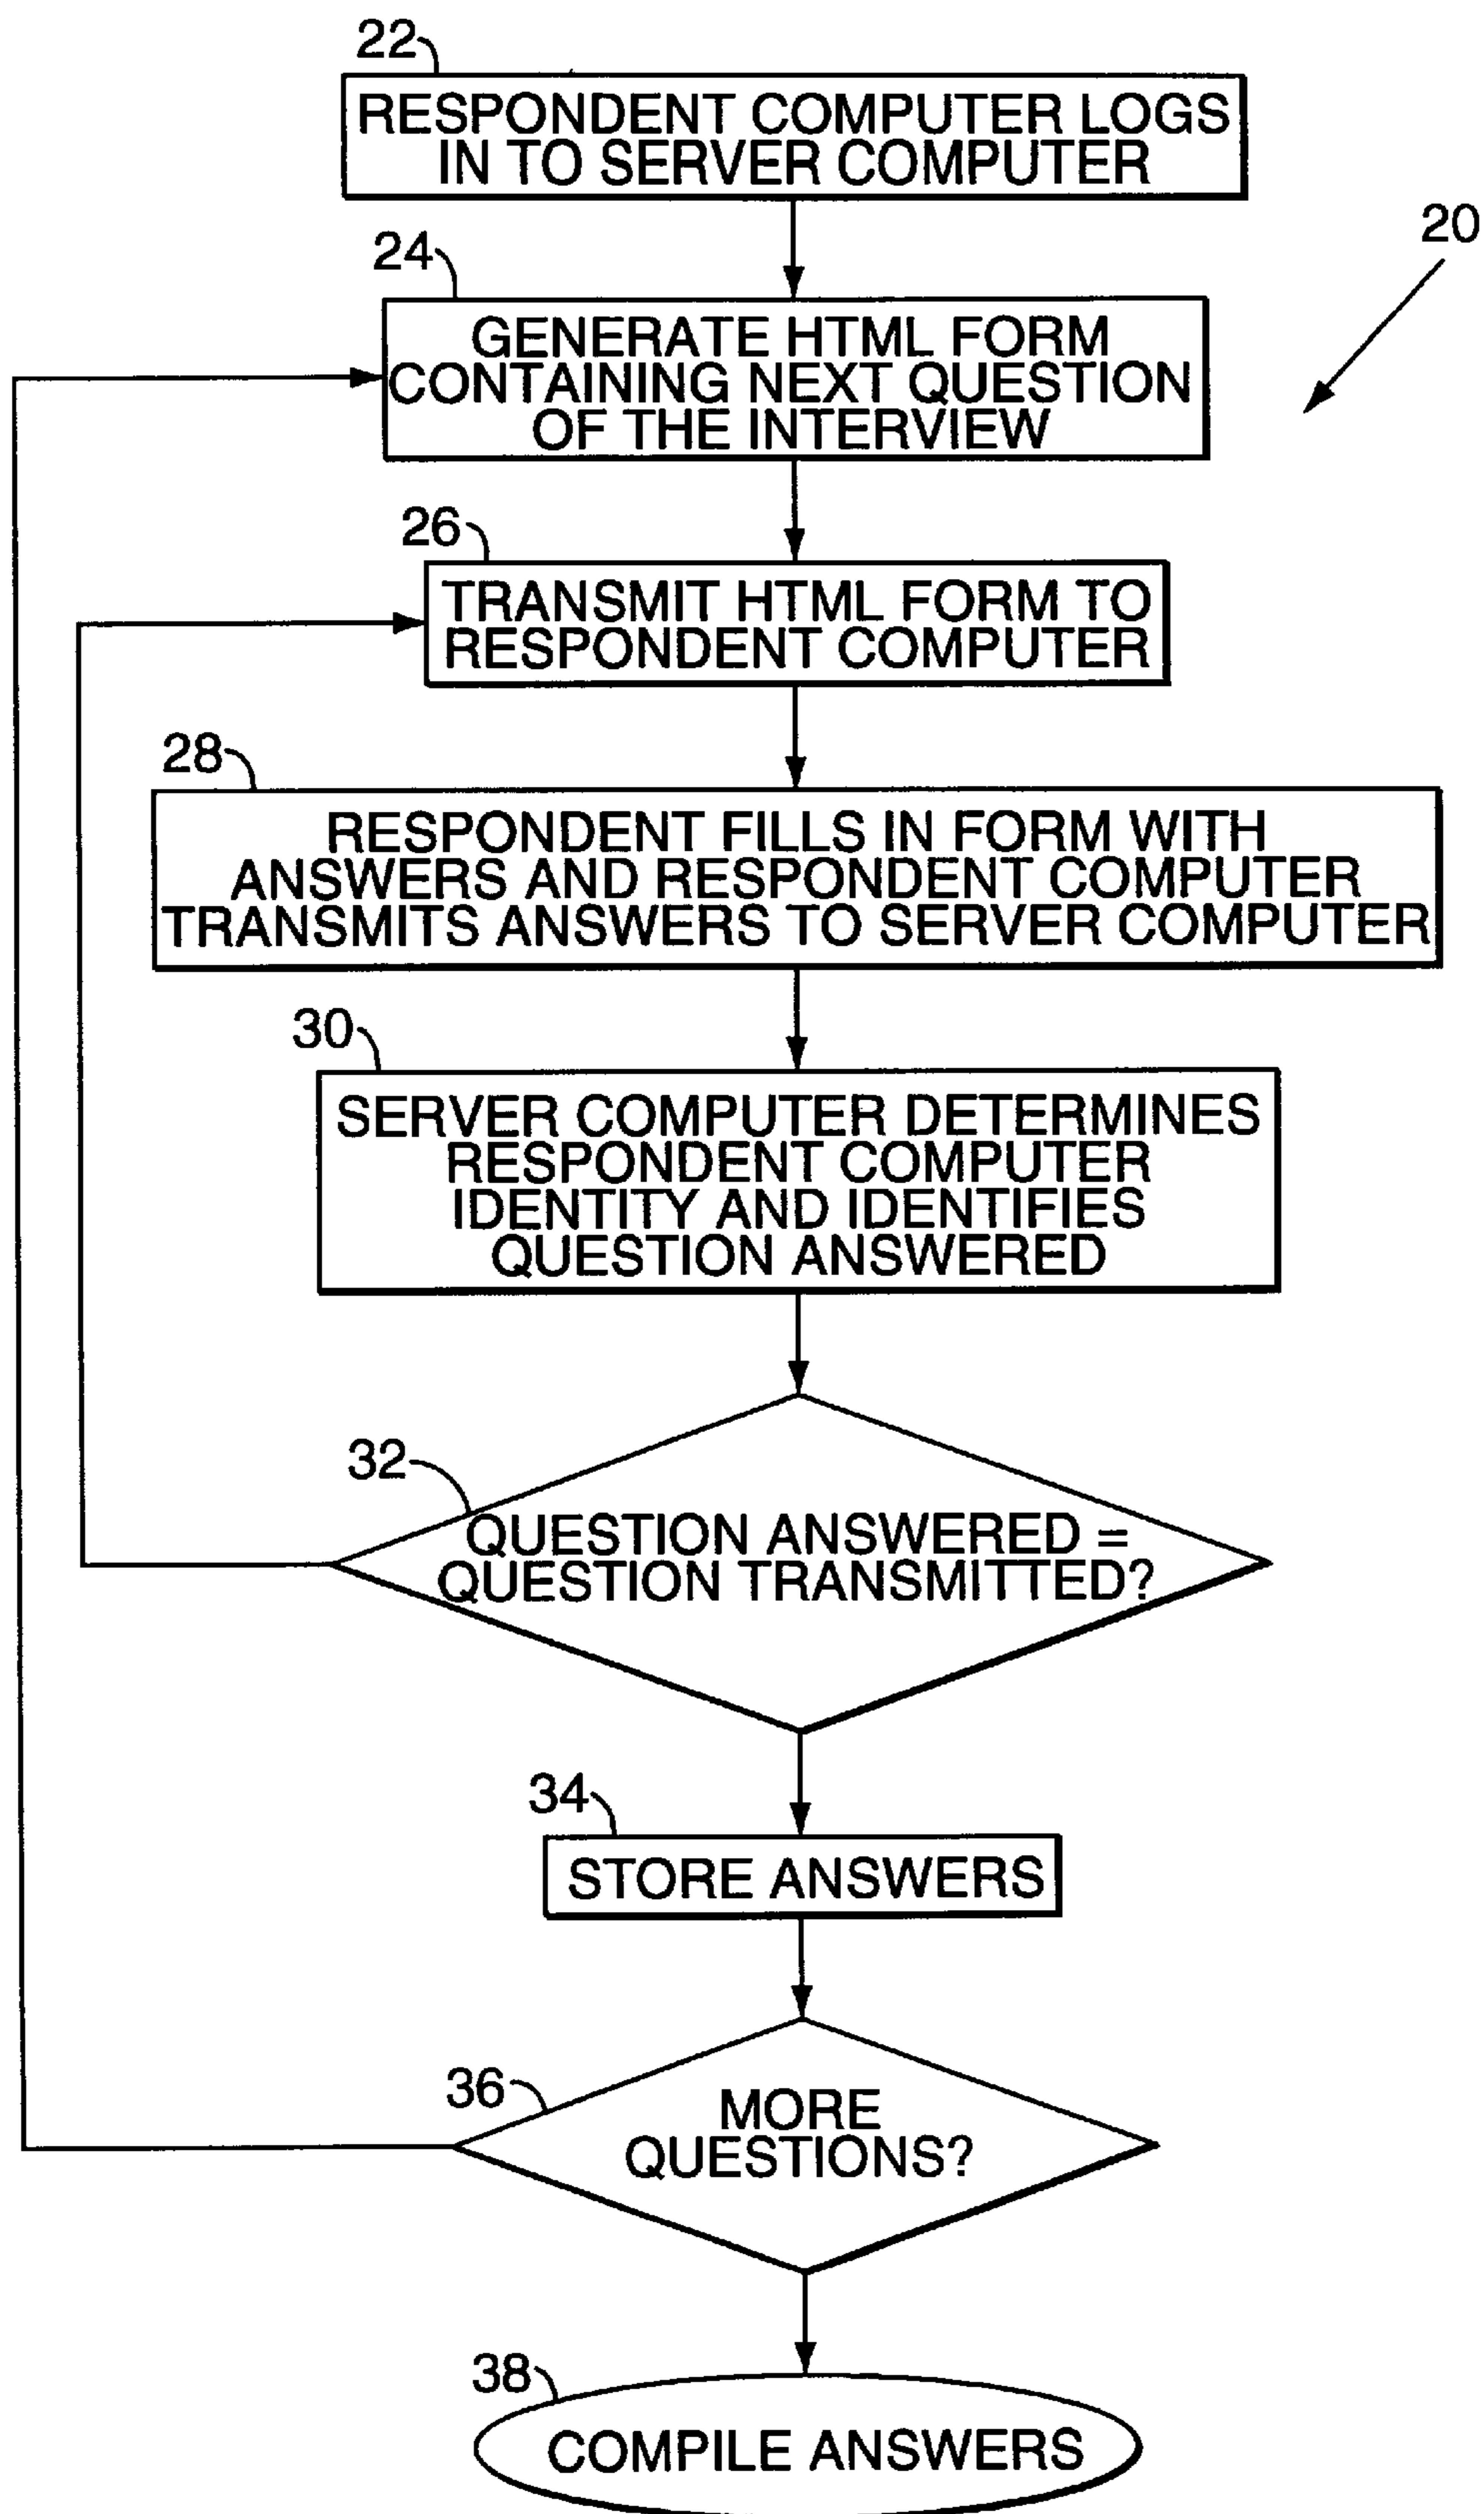 22
RESPONDENT COMPUTER LOGS
IN TO SERVER COMPUTER
20
24
GENERATE HTML FORM
CONTAINING NEXT QUESTION
OF THE INTERVIEW
26
TRANSMIT HTML FORM TO
RESPONDENT COMPUTER
28
RESPONDENT FILLS IN FORM WITH
ANSWERS AND RESPONDENT COMPUTER
TRANSMITS ANSWERS TO SERVER COMPUTER
30
SERVER COMPUTER DETERMINES
RESPONDENT COMPUTER
IDENTITY AND IDENTIFIES
QUESTION ANSWERED
32
QUESTION ANSWERED =
QUESTION TRANSMITTED?
34
STORE ANSWERS
36
MORE
QUESTIONS?
38
COMPILE ANSWERS